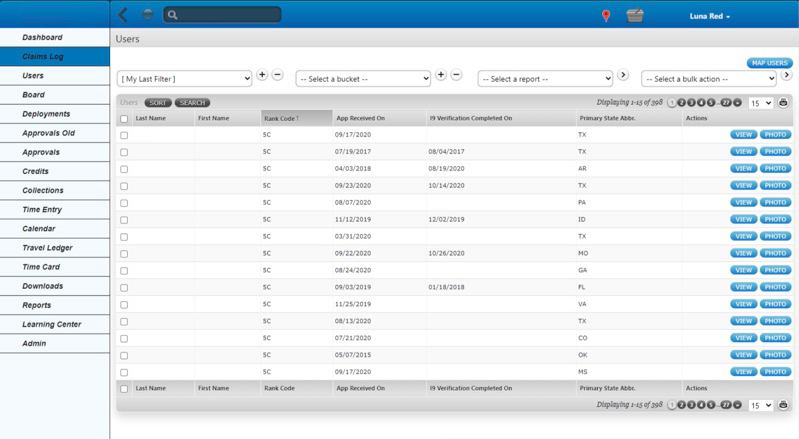 Luna Red
Dashboard
Claims Log
Users
Board
Deployments
Approvals Old
Approvals
Credits
Collections
Time Entry
Calendar
Travel Ledger
Time Card
Downloads
Reports
Learning Center
Admin
Users
MAP USERS
[ My Last Filter ] -- Select a bucket -- -- Select a report -- -- Select a bulk action --
Users SORT SEARCH Displaying 1-15 of 398 1 2 3 4 5 ... 27 » 15
Last Name First Name Rank Code ↑ App Received On I9 Verification Completed On Primary State Abbr. Actions
SC 09/17/2020 TX VIEW PHOTO
SC 07/19/2017 08/04/2017 TX VIEW PHOTO
SC 04/03/2018 08/19/2020 AR VIEW PHOTO
SC 09/23/2020 10/14/2020 TX VIEW PHOTO
SC 08/07/2020 PA VIEW PHOTO
SC 11/12/2019 12/02/2019 ID VIEW PHOTO
SC 03/31/2020 TX VIEW PHOTO
SC 09/22/2020 10/26/2020 MO VIEW PHOTO
SC 08/24/2020 GA VIEW PHOTO
SC 09/03/2019 01/18/2018 FL VIEW PHOTO
SC 11/25/2019 VA VIEW PHOTO
SC 08/13/2020 TX VIEW PHOTO
SC 07/21/2020 CO VIEW PHOTO
SC 05/07/2015 OK VIEW PHOTO
SC 09/17/2020 MS VIEW PHOTO
Last Name First Name Rank Code App Received On I9 Verification Completed On Primary State Abbr. Actions
Displaying 1-15 of 398 1 2 3 4 5 ... 27 » 15